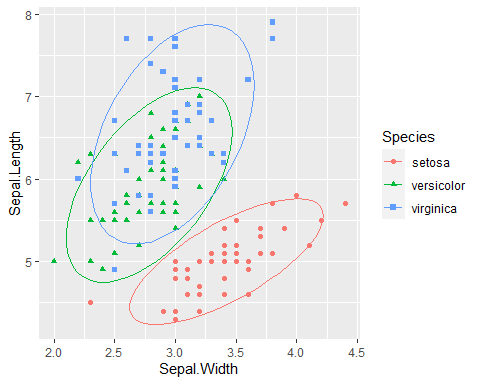 8
7
6
5
Sepal.Length
2.0 2.5 3.0 3.5 4.0 4.5
Sepal.Width
Species
setosa
versicolor
virginica